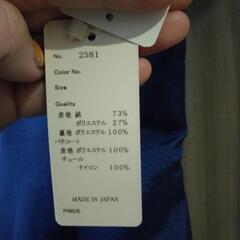 No. 2581
Color No.
Size
Quality
表地 綿 73%
ポリエステル 27%
裏地 ポリエステル 100%
ペチコート
表地 ポリエステル 100%
チュール
ナイロン 100%
MADE IN JAPAN
PRICE